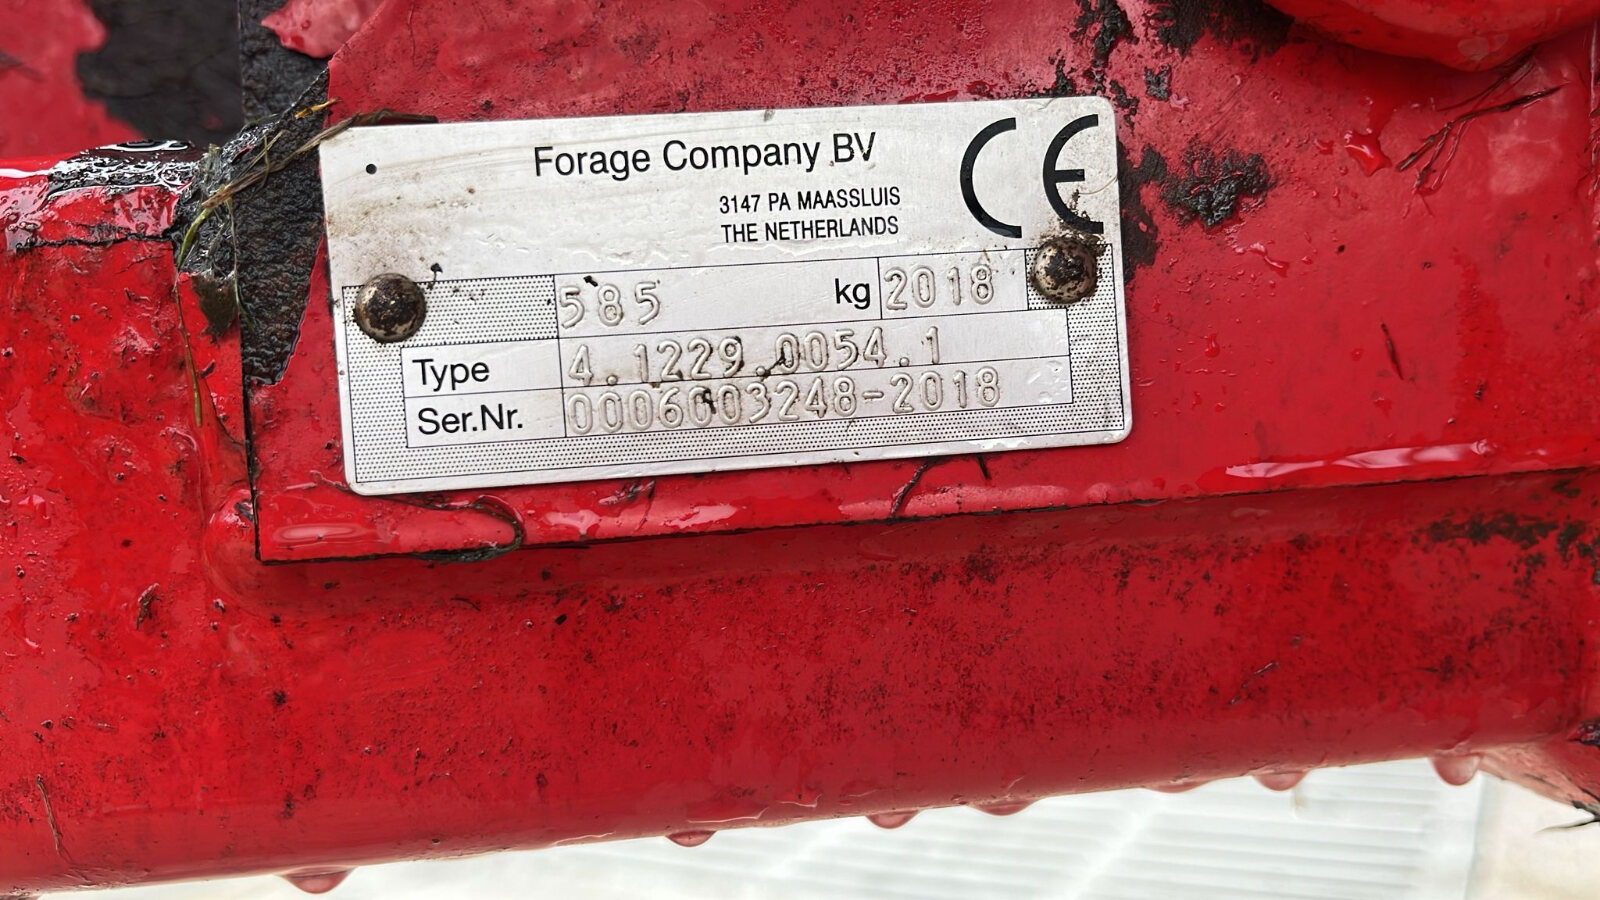 Forage Company BV
3147 PA MAASSLUIS
THE NETHERLANDS
CE
585 kg 2018
Type 4.1229.0054.1
Ser.Nr. 0006003248-2018